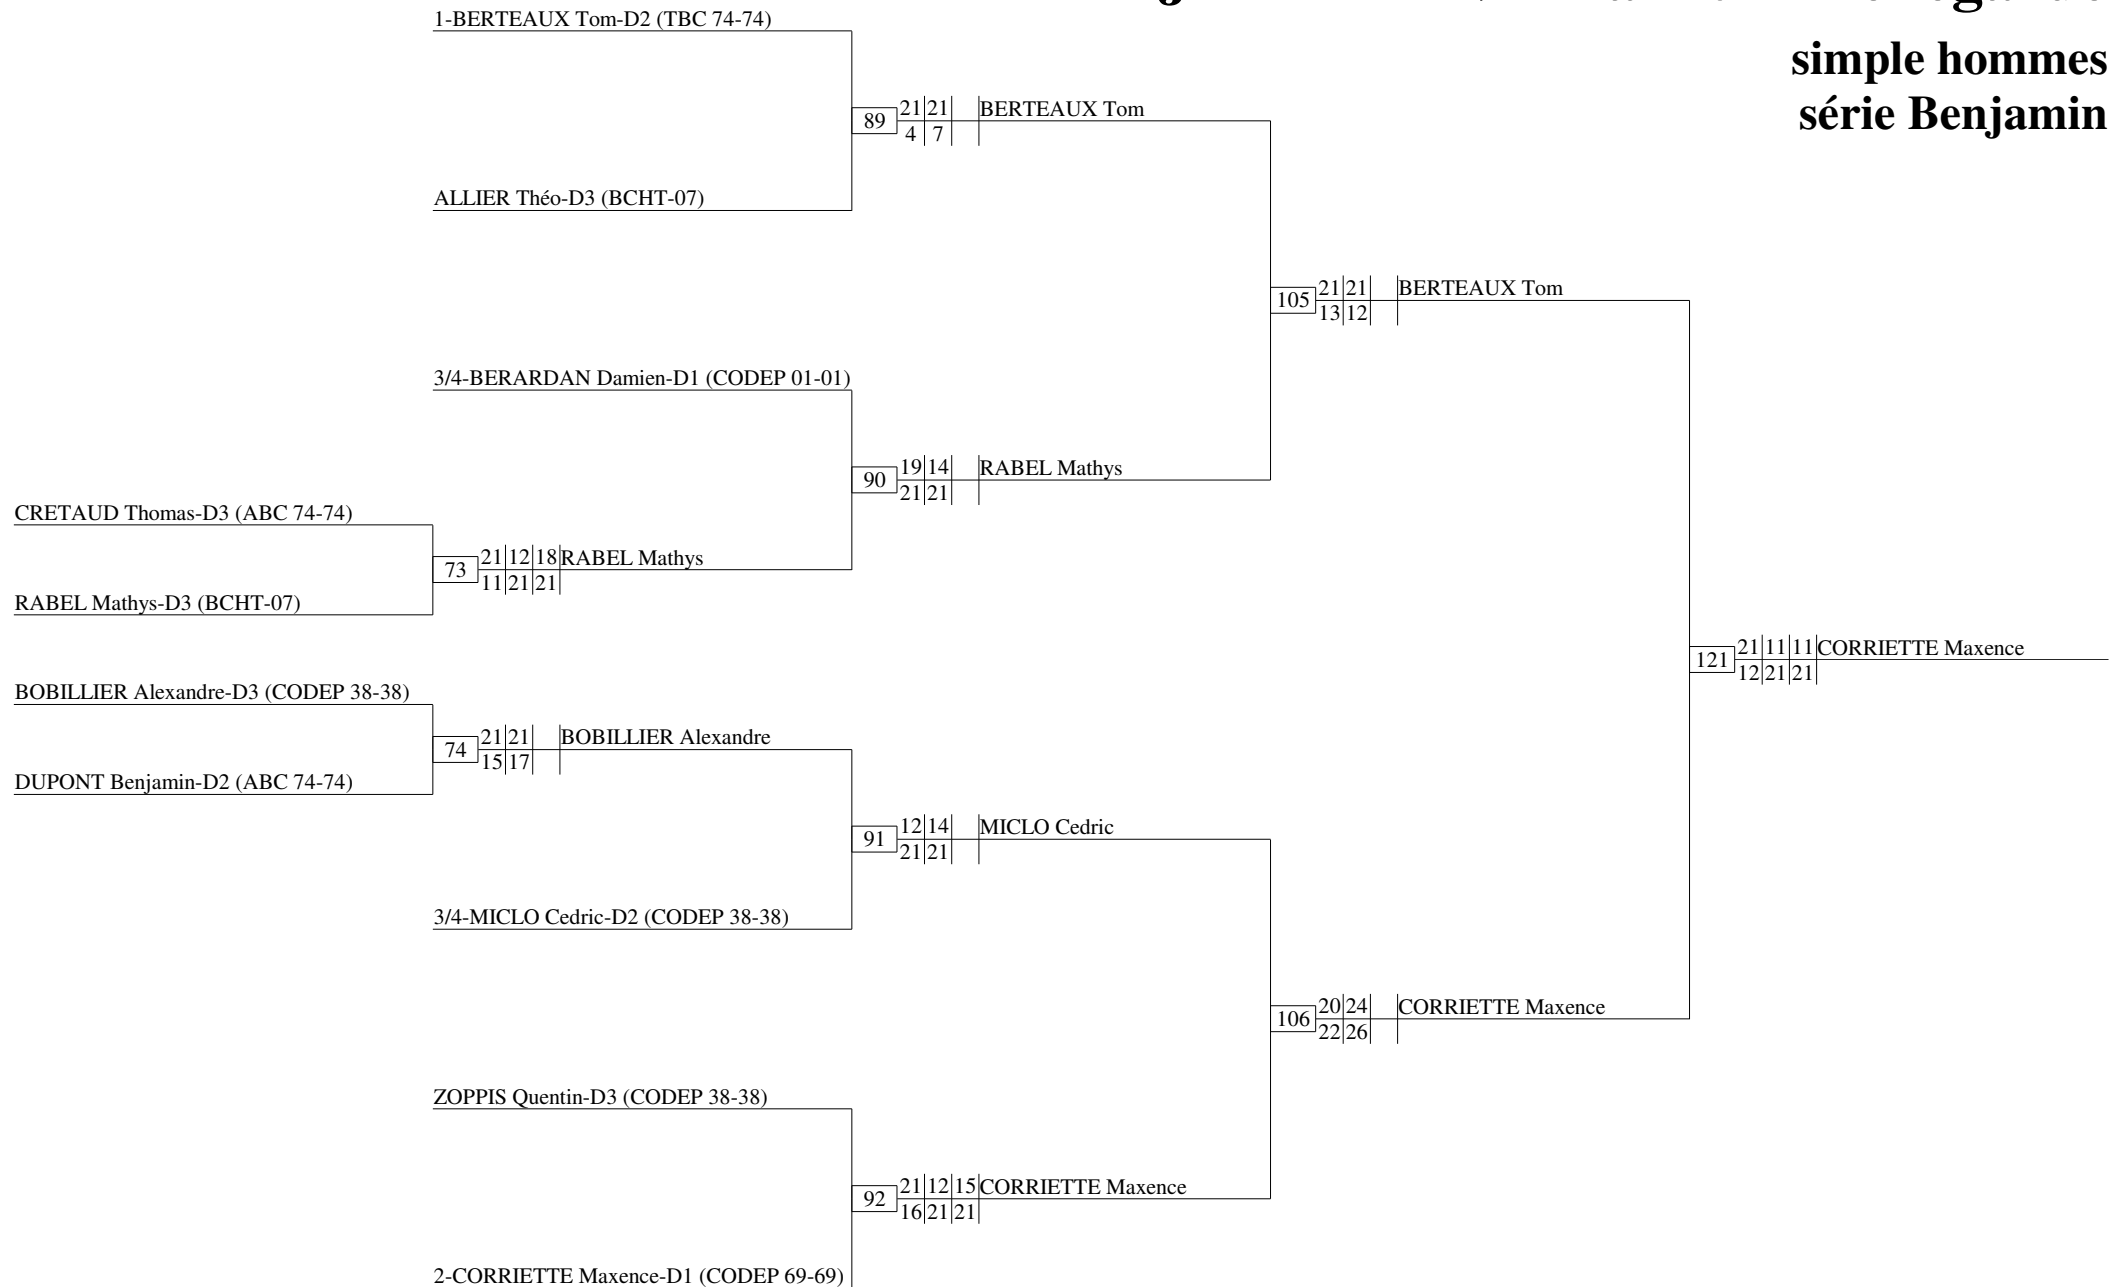 simple hommes
série Benjamin
1-BERTEAUX Tom-D2 (TBC 74-74)
89 21 21 BERTEAUX Tom
4 7
ALLIER Théo-D3 (BCHT-07)
105 21 21 BERTEAUX Tom
13 12
3/4-BERARDAN Damien-D1 (CODEP 01-01)
90 19 14 RABEL Mathys
21 21
CRETAUD Thomas-D3 (ABC 74-74)
73 21 12 18 RABEL Mathys
11 21 21
RABEL Mathys-D3 (BCHT-07)
121 21 11 11 CORRIETTE Maxence
12 21 21
BOBILLIER Alexandre-D3 (CODEP 38-38)
74 21 21 BOBILLIER Alexandre
15 17
DUPONT Benjamin-D2 (ABC 74-74)
91 12 14 MICLO Cedric
21 21
3/4-MICLO Cedric-D2 (CODEP 38-38)
106 20 24 CORRIETTE Maxence
22 26
ZOPPIS Quentin-D3 (CODEP 38-38)
92 21 12 15 CORRIETTE Maxence
16 21 21
2-CORRIETTE Maxence-D1 (CODEP 69-69)